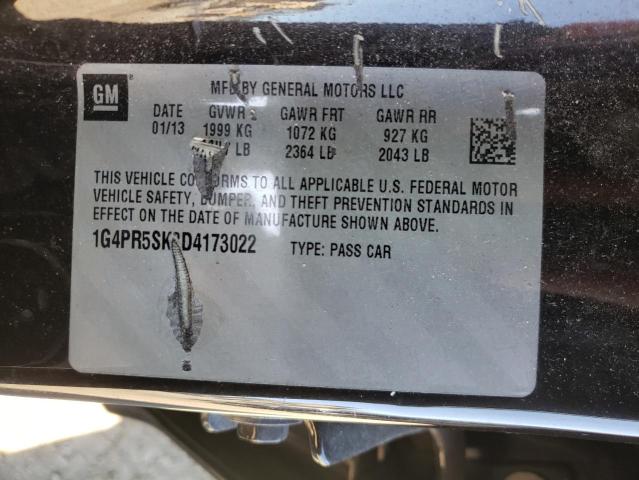 GM
MFD BY GENERAL MOTORS LLC
DATE GVWR GAWR FRT GAWR RR
01/13 1999 KG 1072 KG 927 KG
LB 2364 LB 2043 LB
THIS VEHICLE CONFORMS TO ALL APPLICABLE U.S. FEDERAL MOTOR
VEHICLE SAFETY, BUMPER, AND THEFT PREVENTION STANDARDS IN
EFFECT ON THE DATE OF MANUFACTURE SHOWN ABOVE.
TYPE: PASS CAR